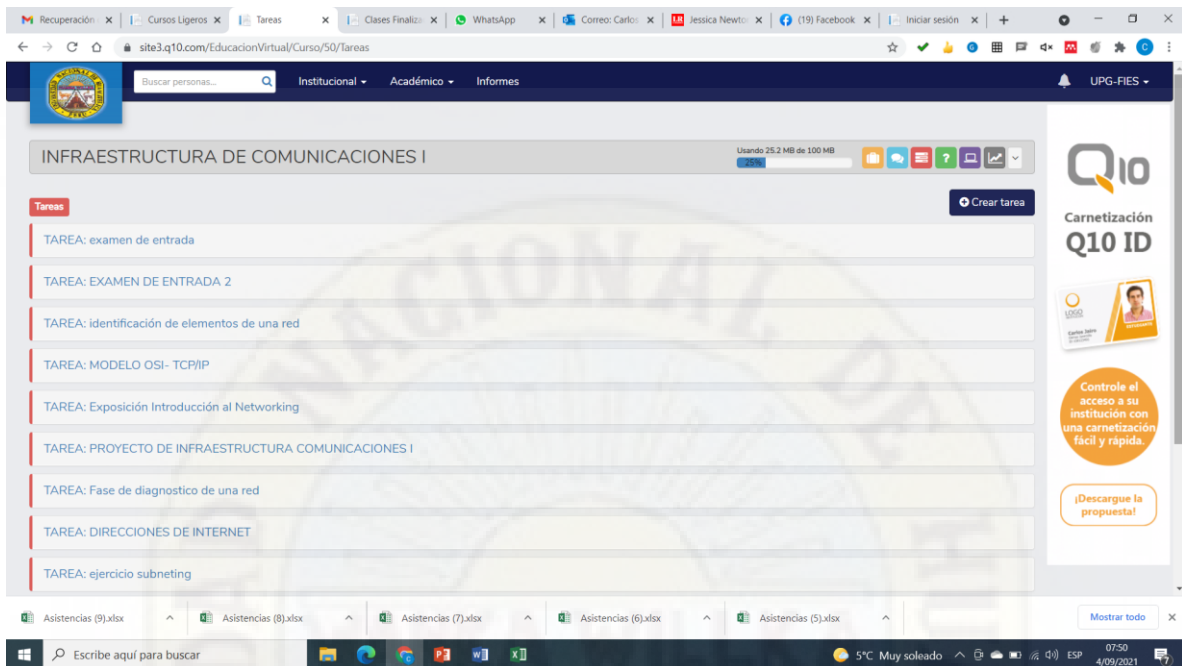 Recuperación
Cursos Ligeros
Tareas
Clases Finaliza
WhatsApp
Correo: Carlos
Jessica Newto
(19) Facebook
Iniciar sesión
site3.q10.com/EducacionVirtual/Curso/50/Tareas
Buscar personas...
Institucional
Académico
Informes
UPG-FIES
INFRAESTRUCTURA DE COMUNICACIONES I
Usando 25.2 MB de 100 MB
25%
Tareas
Crear tarea
TAREA: examen de entrada
TAREA: EXAMEN DE ENTRADA 2
TAREA: identificación de elementos de una red
TAREA: MODELO OSI- TCP/IP
TAREA: Exposición Introducción al Networking
TAREA: PROYECTO DE INFRAESTRUCTURA COMUNICACIONES I
TAREA: Fase de diagnostico de una red
TAREA: DIRECCIONES DE INTERNET
TAREA: ejercicio subneting
Q10
Carnetización
Q10 ID
LOGO
Controle el
acceso a su
institución con
una carnetización
fácil y rápida.
¡Descargue la
propuesta!
Asistencias (9).xlsx
Asistencias (8).xlsx
Asistencias (7).xlsx
Asistencias (6).xlsx
Asistencias (5).xlsx
Mostrar todo
Escribe aquí para buscar
5°C Muy soleado
ESP
07:50
4/09/2021